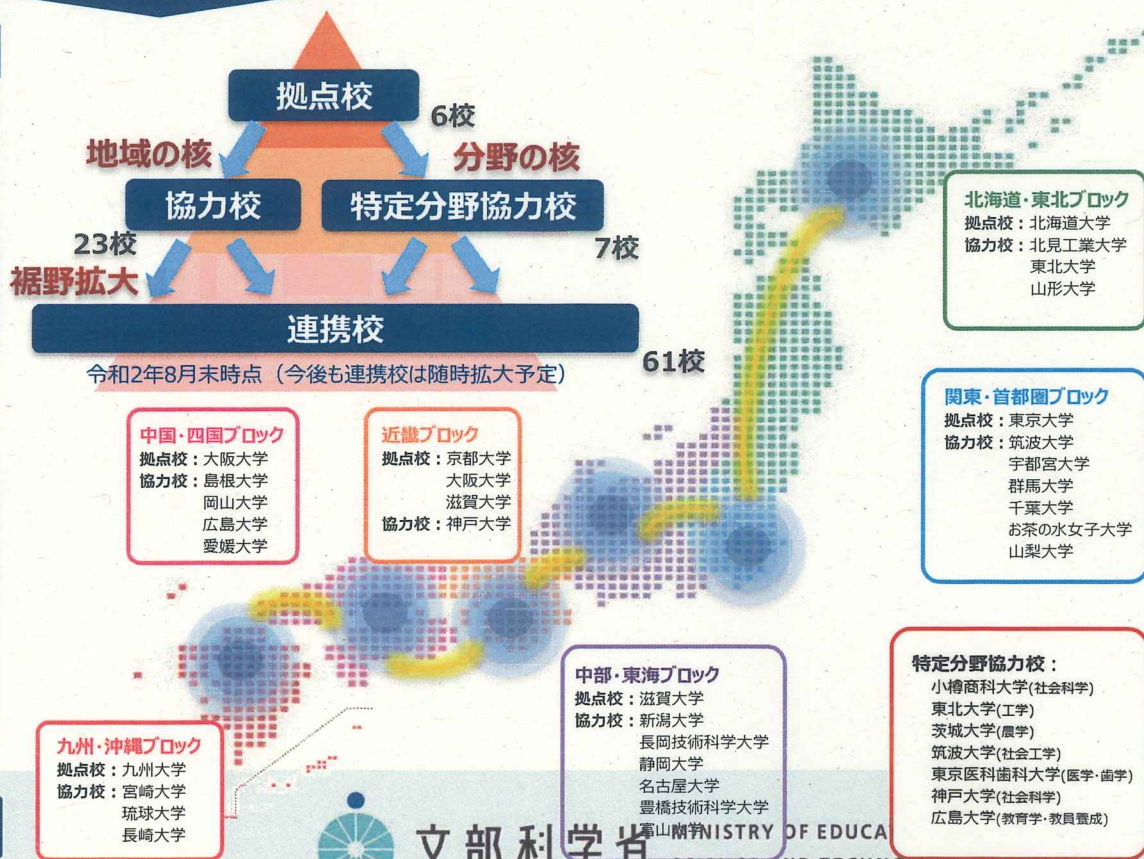 拠点校
6校
地域の核
分野の核
協力校
特定分野協力校
23校
7校
裾野拡大
連携校
61校
令和2年8月末時点（今後も連携校は随時拡大予定）
北海道・東北ブロック
拠点校：北海道大学
協力校：北見工業大学
東北大学
山形大学
関東・首都圏ブロック
拠点校：東京大学
協力校：筑波大学
宇都宮大学
群馬大学
千葉大学
お茶の水女子大学
山梨大学
中国・四国ブロック
拠点校：大阪大学
協力校：島根大学
岡山大学
広島大学
愛媛大学
近畿ブロック
拠点校：京都大学
大阪大学
滋賀大学
協力校：神戸大学
中部・東海ブロック
拠点校：滋賀大学
協力校：新潟大学
長岡技術科学大学
静岡大学
名古屋大学
豊橋技術科学大学
富山大学
特定分野協力校：
小樽商科大学(社会科学)
東北大学(工学)
茨城大学(農学)
筑波大学(社会工学)
東京医科歯科大学(医学・歯学)
神戸大学(社会科学)
広島大学(教育学・教員養成)
九州・沖縄ブロック
拠点校：九州大学
協力校：宮崎大学
琉球大学
長崎大学
文部科学省
MINISTRY OF EDUCA